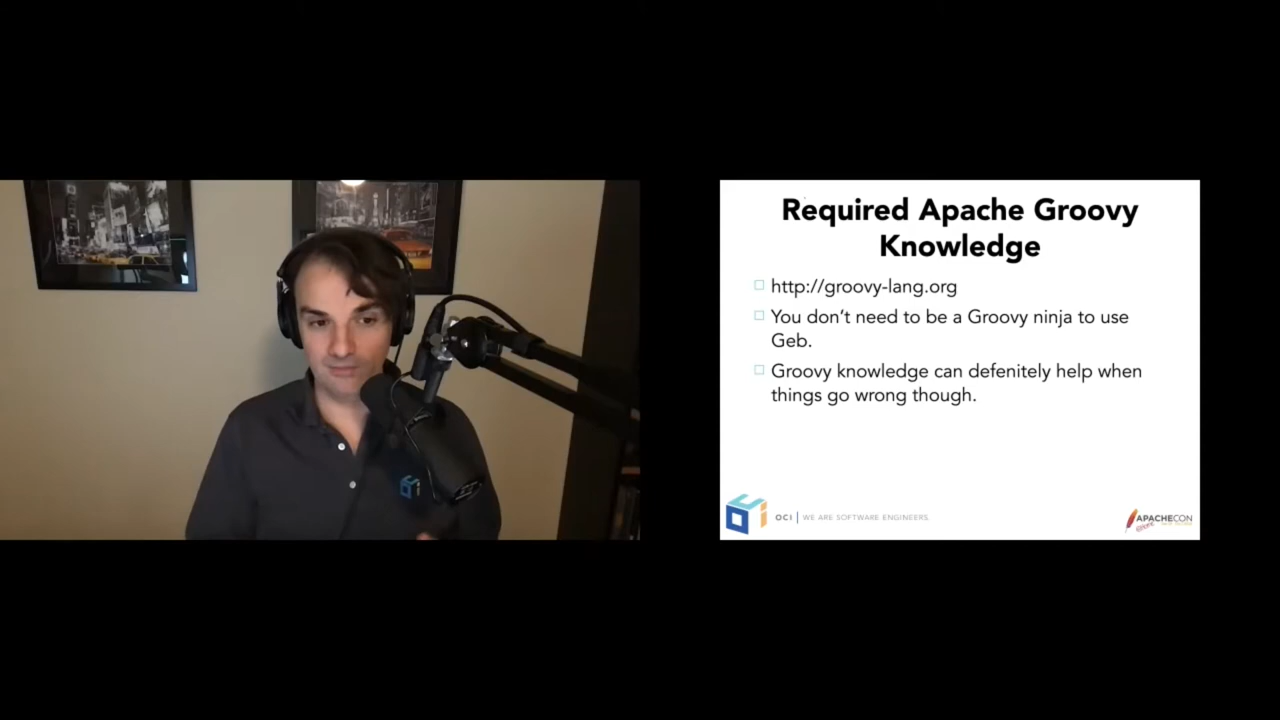 Required Apache Groovy
Knowledge
http://groovy-lang.org
You don't need to be a Groovy ninja to use
Geb.
Groovy knowledge can defenitely help when
things go wrong though.
OCI | WE ARE SOFTWARE ENGINEERS.
APACHECON
@Home